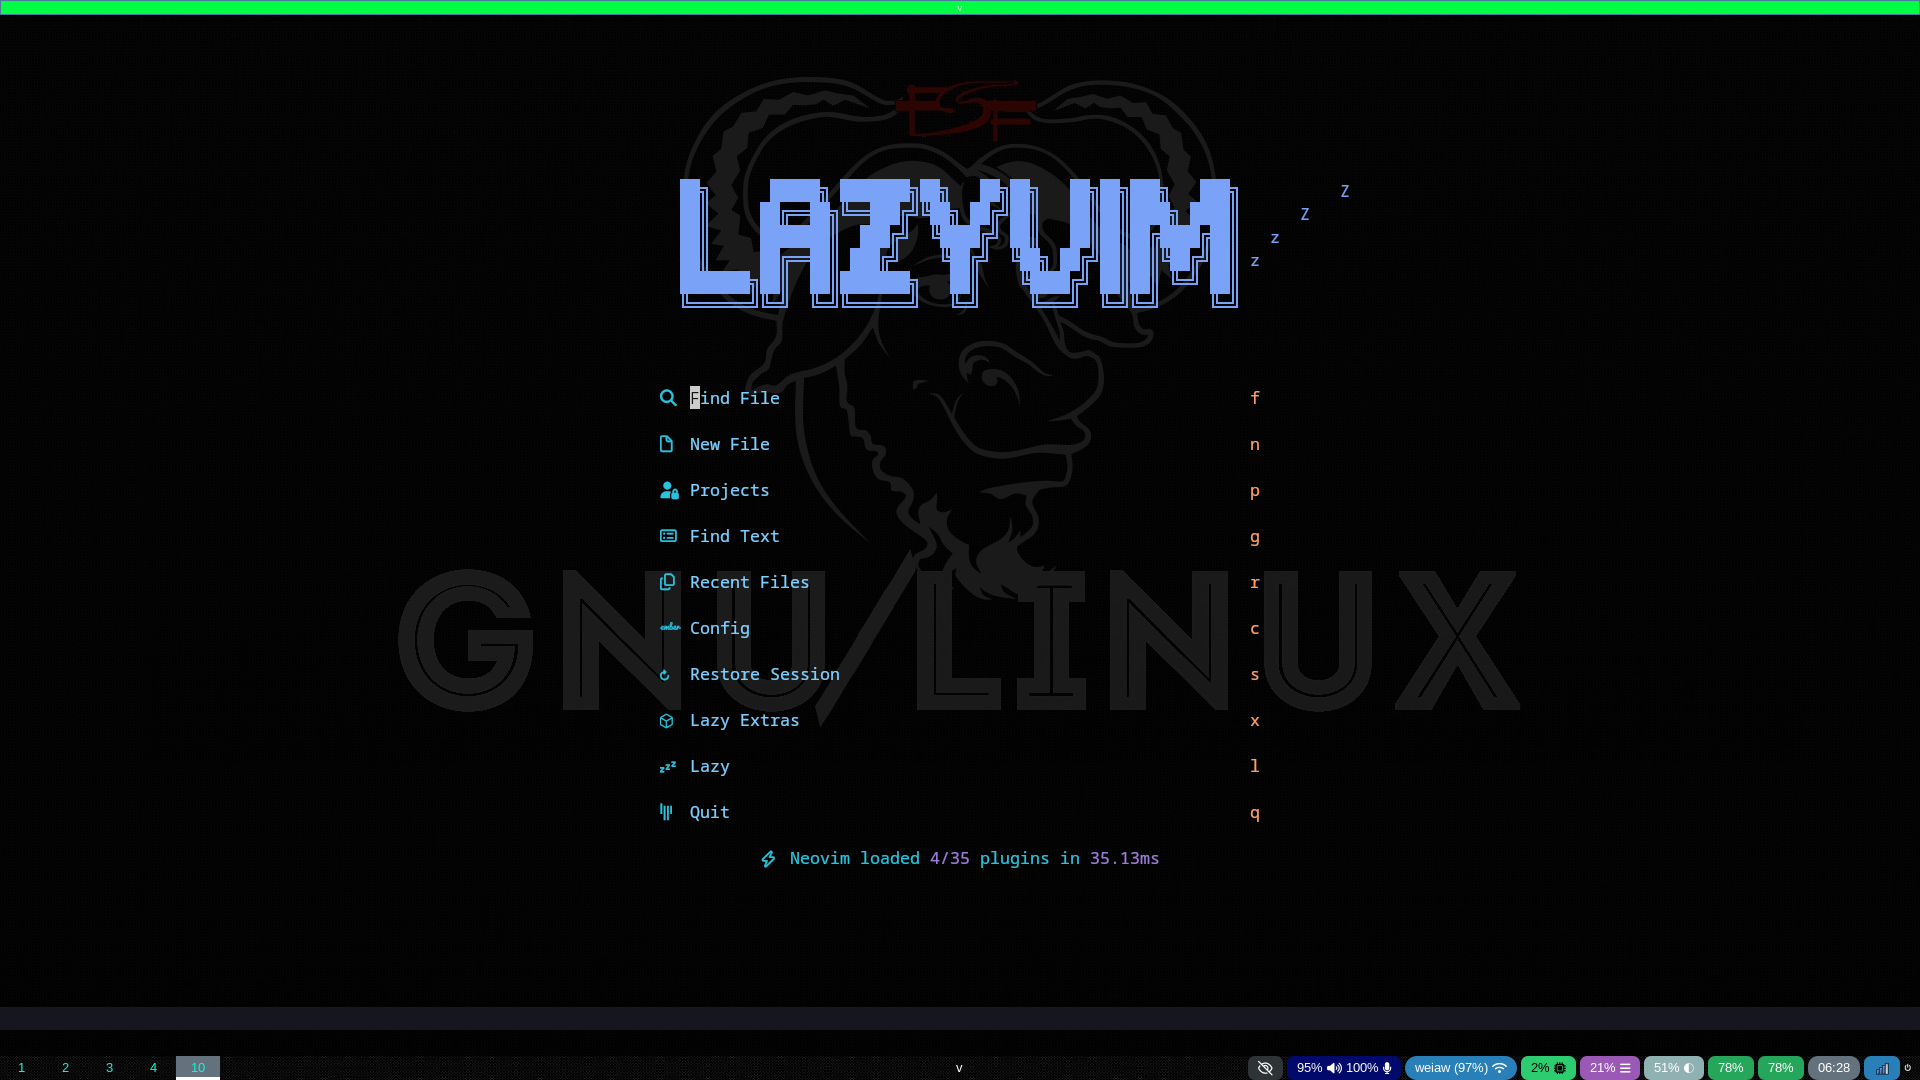 v
FSF
LAZYVIM
Z
Z
z
z
Find File f
New File n
Projects p
Find Text g
Recent Files r
Config c
Restore Session s
Lazy Extras x
zzz Lazy l
Quit q
Neovim loaded 4/35 plugins in 35.13ms
GNU/LINUX
1 2 3 4 10 v 95% 100% weiaw (97%) 2% 21% 51% 78% 78% 06:28